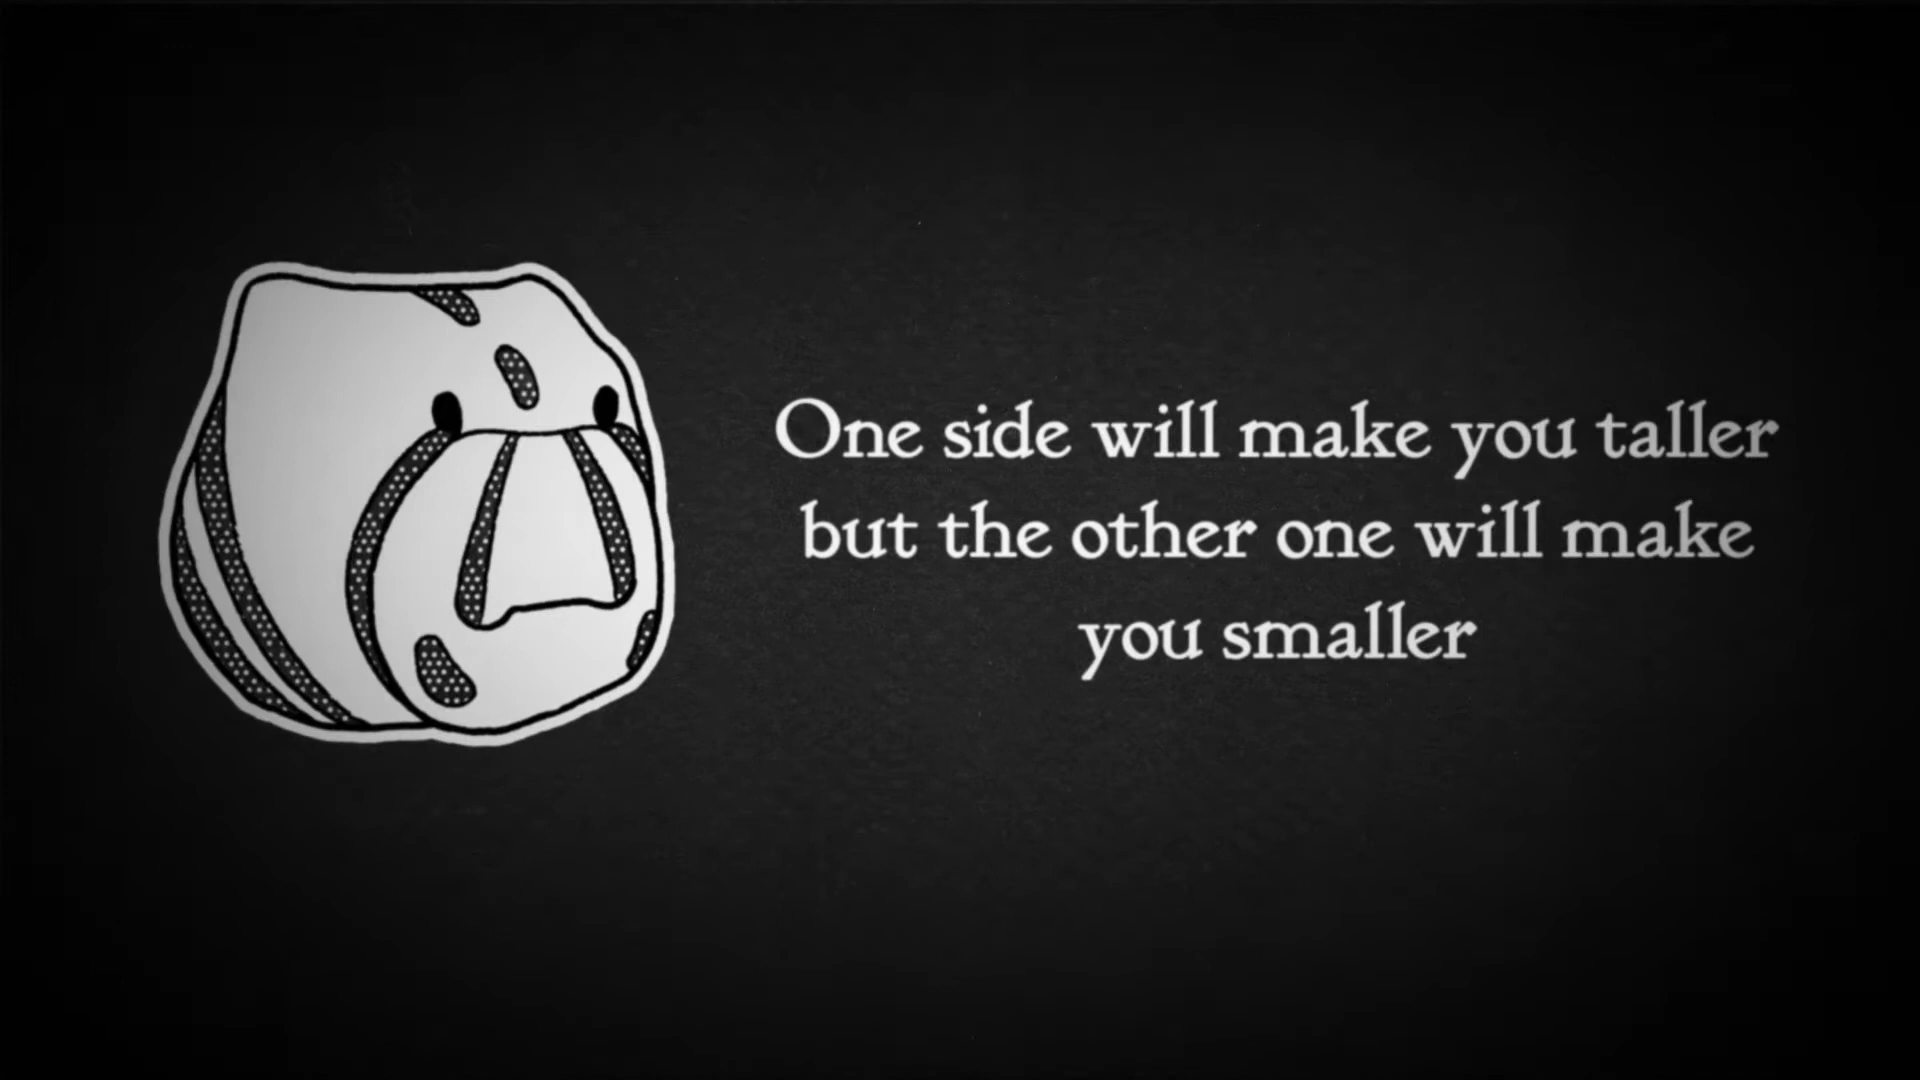 One side will make you taller
but the other one will make
you smaller